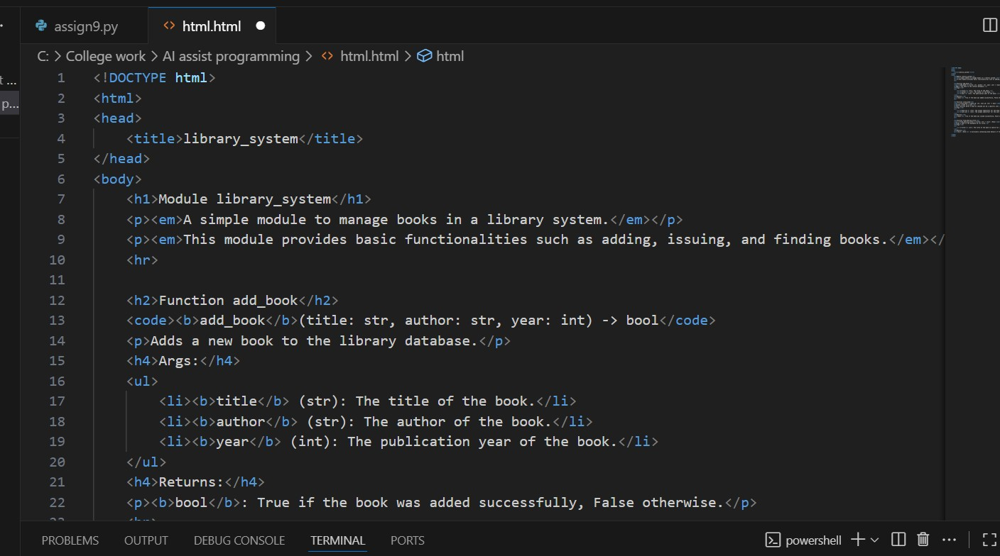 assign9.py
<> html.html
C: > College work > AI assist programming > <> html.html > html
t ...
p...
1 <!DOCTYPE html>
2 <html>
3 <head>
4 <title>library_system</title>
5 </head>
6 <body>
7 <h1>Module library_system</h1>
8 <p><em>A simple module to manage books in a library system.</em></p>
9 <p><em>This module provides basic functionalities such as adding, issuing, and finding books.</em></
10 <hr>
11
12 <h2>Function add_book</h2>
13 <code><b>add_book</b>(title: str, author: str, year: int) -> bool</code>
14 <p>Adds a new book to the library database.</p>
15 <h4>Args:</h4>
16 <ul>
17 <li><b>title</b> (str): The title of the book.</li>
18 <li><b>author</b> (str): The author of the book.</li>
19 <li><b>year</b> (int): The publication year of the book.</li>
20 </ul>
21 <h4>Returns:</h4>
22 <p><b>bool</b>: True if the book was added successfully, False otherwise.</p>
23 <hr>
PROBLEMS OUTPUT DEBUG CONSOLE TERMINAL PORTS powershell